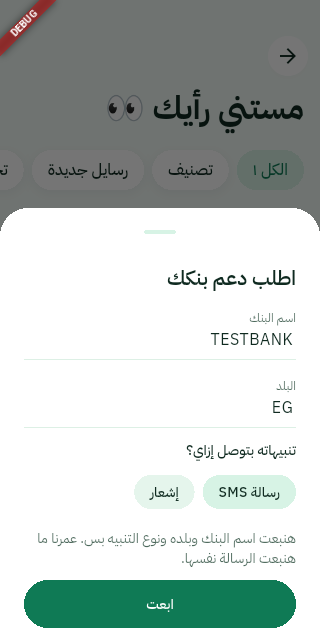 DEBUG
مستني رأيك 👀
الكل ١ تصنيف رسايل جديدة
اطلب دعم بنكك
اسم البنك
TESTBANK
البلد
EG
تنبيهاته بتوصل إزاي؟
رسالة SMS إشعار
هنبعت اسم البنك وبلده ونوع التنبيه بس. عمرنا ما
هنبعت الرسالة نفسها.
ابعت